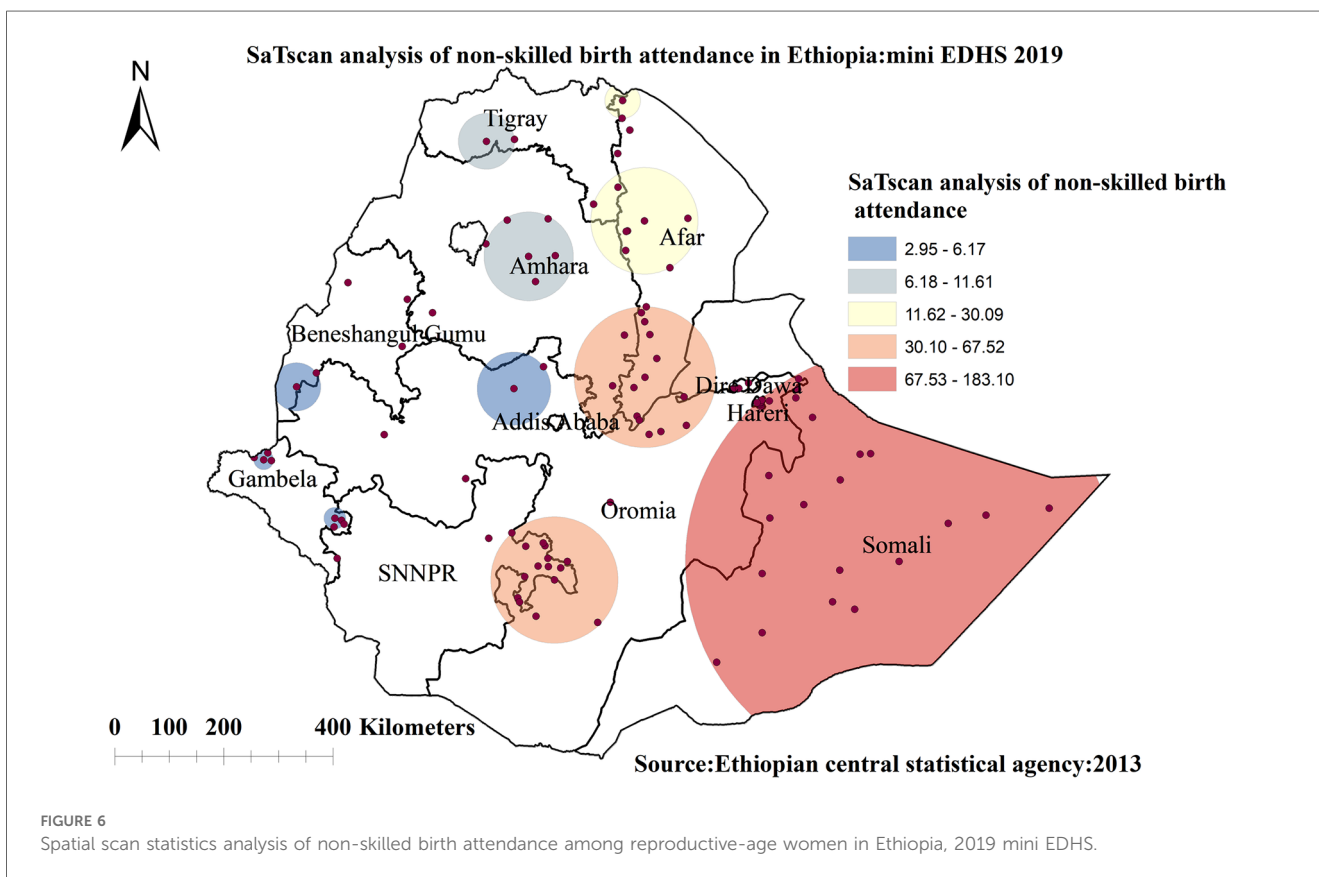 SaTscan analysis of non-skilled birth attendance in Ethiopia:mini EDHS 2019
N
Tigray
SaTscan analysis of non-skilled birth
attendance
2.95 - 6.17
6.18 - 11.61
11.62 - 30.09
30.10 - 67.52
67.53 - 183.10
Afar
Amhara
Beneshangul Gumu
Dire Dawa
Hareri
Addis Ababa
Gambela
Oromia
Somali
SNNPR
0 100 200 400 Kilometers
Source:Ethiopian central statistical agency:2013
FIGURE 6
Spatial scan statistics analysis of non-skilled birth attendance among reproductive-age women in Ethiopia, 2019 mini EDHS.